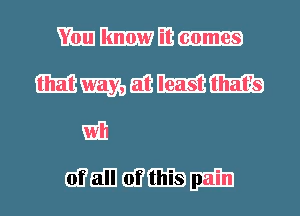 You know it comes
that way, at least that's
wh
of all of this pain